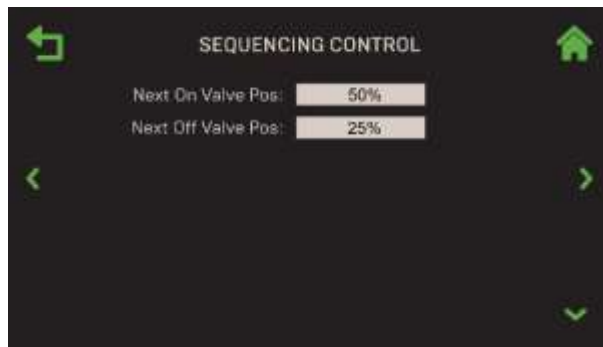 SEQUENCING CONTROL
Next On Valve Pos: 50%
Next Off Valve Pos: 25%